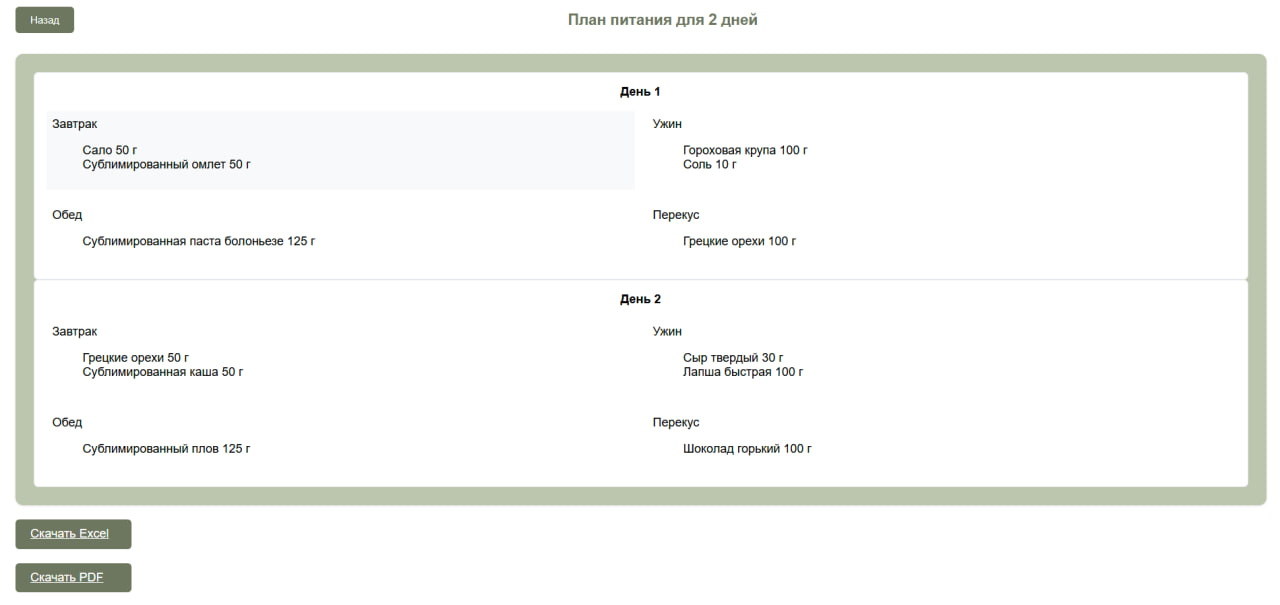 Назад
План питания для 2 дней
День 1
Завтрак
Сало 50 г
Сублимированный омлет 50 г
Ужин
Гороховая крупа 100 г
Соль 10 г
Обед
Сублимированная паста болоньезе 125 г
Перекус
Грецкие орехи 100 г
День 2
Завтрак
Грецкие орехи 50 г
Сублимированная каша 50 г
Ужин
Сыр твердый 30 г
Лапша быстрая 100 г
Обед
Сублимированный плов 125 г
Перекус
Шоколад горький 100 г
Скачать Excel
Скачать PDF